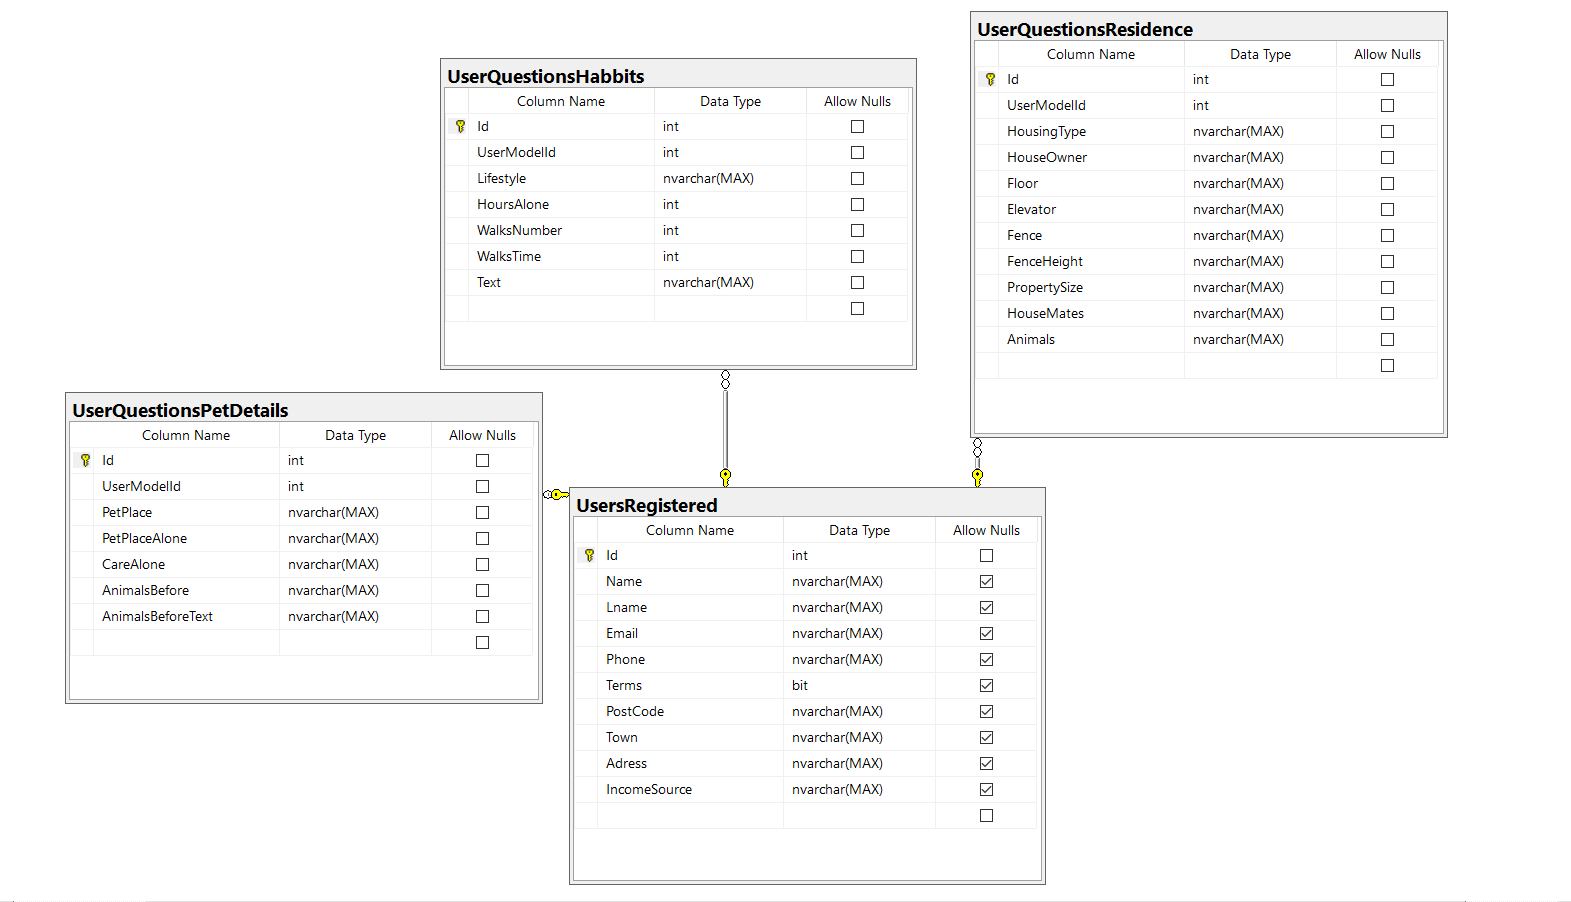 UserQuestionsResidence
Column Name Data Type Allow Nulls
Id int
UserModelId int
HousingType nvarchar(MAX)
HouseOwner nvarchar(MAX)
Floor nvarchar(MAX)
Elevator nvarchar(MAX)
Fence nvarchar(MAX)
FenceHeight nvarchar(MAX)
PropertySize nvarchar(MAX)
HouseMates nvarchar(MAX)
Animals nvarchar(MAX)
UserQuestionsHabbits
Column Name Data Type Allow Nulls
Id int
UserModelId int
Lifestyle nvarchar(MAX)
HoursAlone int
WalksNumber int
WalksTime int
Text nvarchar(MAX)
UserQuestionsPetDetails
Column Name Data Type Allow Nulls
Id int
UserModelId int
PetPlace nvarchar(MAX)
PetPlaceAlone nvarchar(MAX)
CareAlone nvarchar(MAX)
AnimalsBefore nvarchar(MAX)
AnimalsBeforeText nvarchar(MAX)
UsersRegistered
Column Name Data Type Allow Nulls
Id int
Name nvarchar(MAX)
Lname nvarchar(MAX)
Email nvarchar(MAX)
Phone nvarchar(MAX)
Terms bit
PostCode nvarchar(MAX)
Town nvarchar(MAX)
Adress nvarchar(MAX)
IncomeSource nvarchar(MAX)